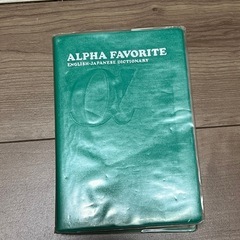 ALPHA FAVORITE
ENGLISH-JAPANESE DICTIONARY
α